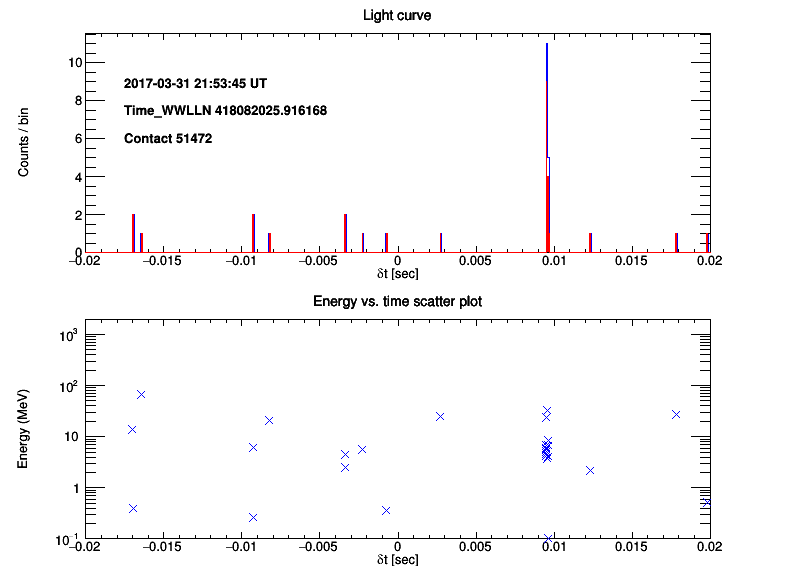 Light curve
Counts / bin
10
8
6
4
2
0
2017-03-31 21:53:45 UT
Time_WWLLN 418082025.916168
Contact 51472
−0.02 −0.015 −0.01 −0.005 0 0.005 0.01 0.015 0.02
δt [sec]
Energy vs. time scatter plot
Energy (MeV)
10³
10²
10
1
10⁻¹
−0.02 −0.015 −0.01 −0.005 0 0.005 0.01 0.015 0.02
δt [sec]